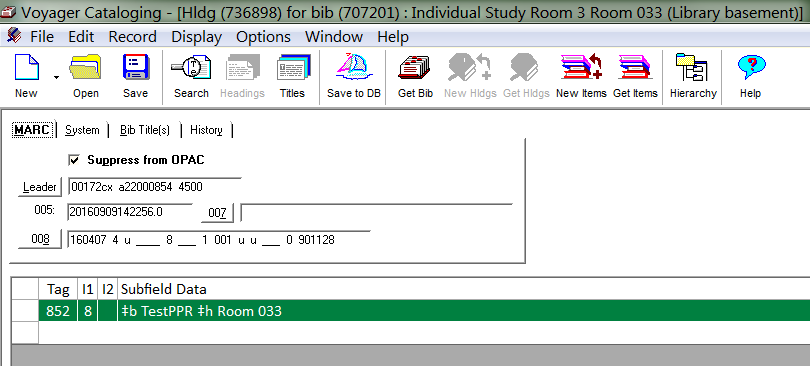 Voyager Cataloging - [Hldg (736898) for bib (707201) : Individual Study Room 3 Room 033 (Library basement)]
File Edit Record Display Options Window Help
New Open Save Search Headings Titles Save to DB Get Bib New Hldgs Get Hldgs New Items Get Items Hierarchy Help
MARC System Bib Title(s) History
Suppress from OPAC
Leader 00172cx a22000854 4500
005: 20160909142256.0 007
008 160407 4 u ____ 8 ___ 1 001 u u ___ 0 901128
Tag I1 I2 Subfield Data
852 8 ‡b TestPPR ‡h Room 033